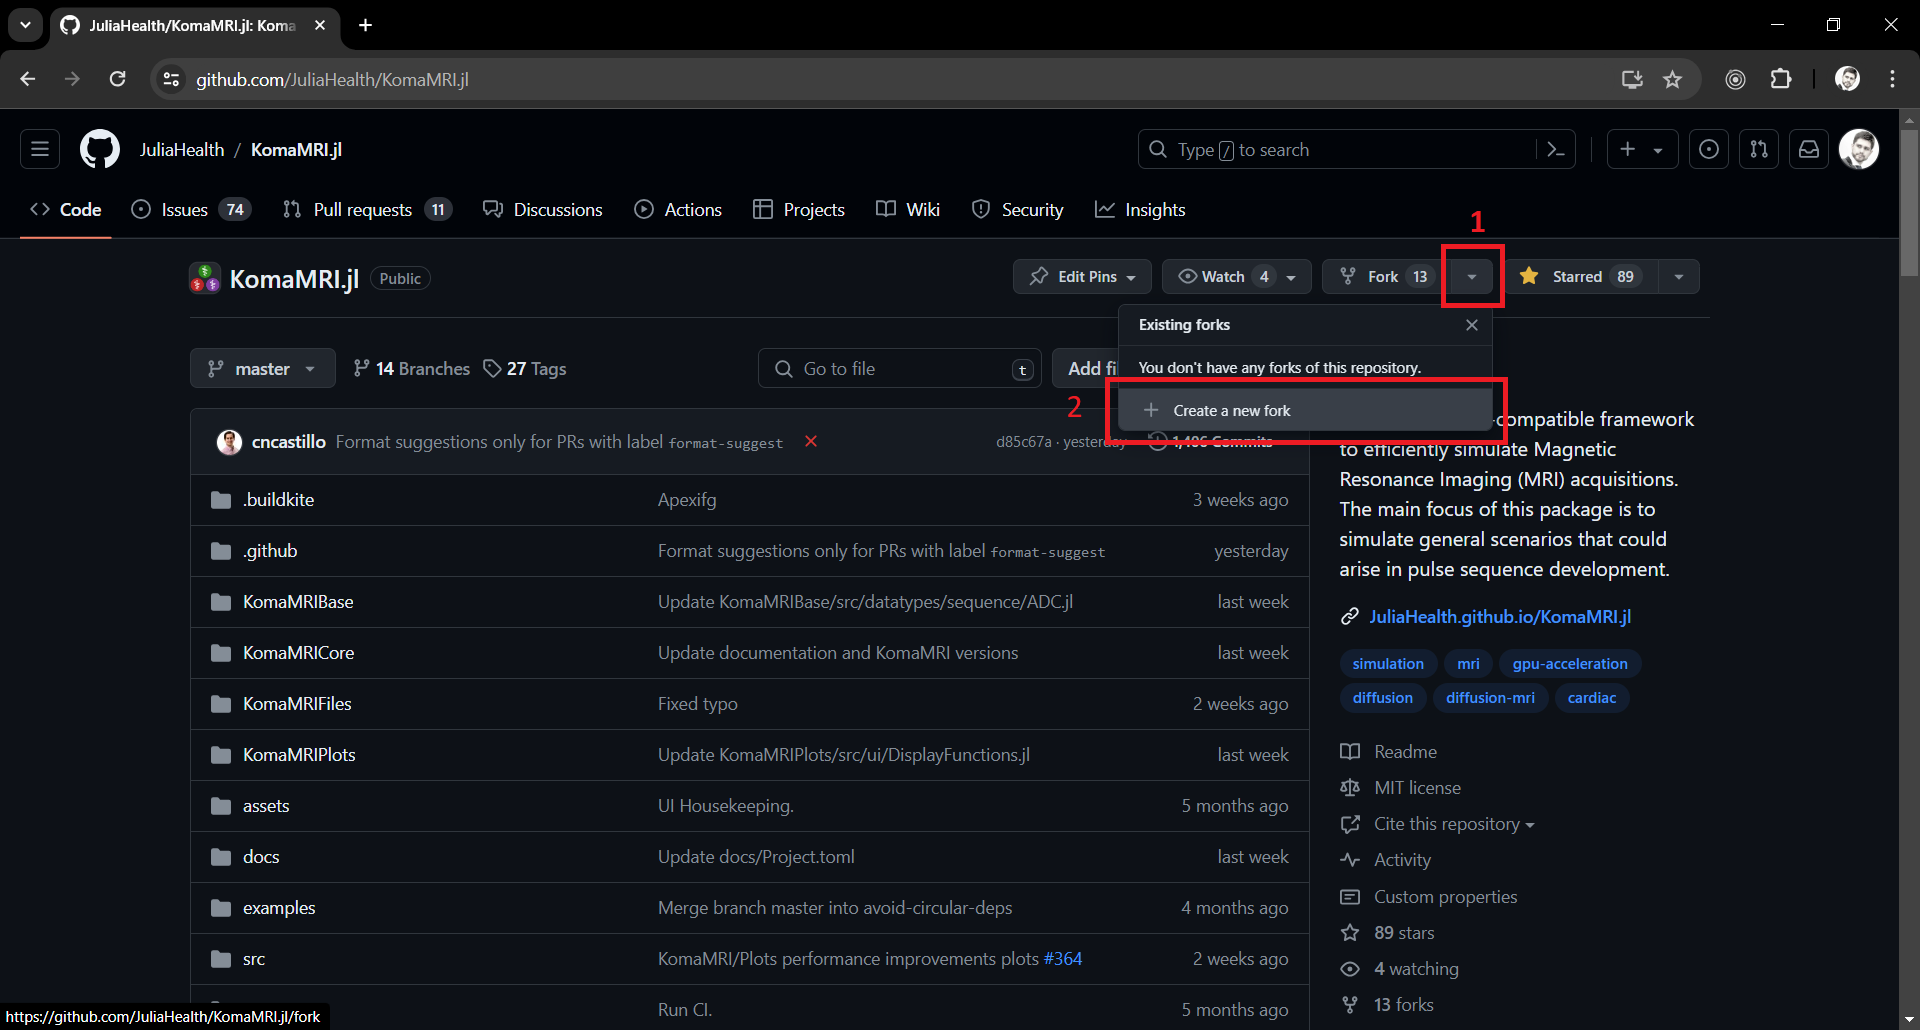 JuliaHealth/KomaMRI.jl: Koma
github.com/JuliaHealth/KomaMRI.jl
JuliaHealth / KomaMRI.jl
Type / to search
Code
Issues 74
Pull requests 11
Discussions
Actions
Projects
Wiki
Security
Insights
1
KomaMRI.jl Public
Edit Pins
Watch 4
Fork 13
Starred 89
Existing forks
You don't have any forks of this repository.
2
Create a new fork
master
14 Branches
27 Tags
Go to file t
Add fi
cncastillo Format suggestions only for PRs with label format-suggest
d85c67a · yesterday
1,486 Commits
.buildkite Apexifg 3 weeks ago
.github Format suggestions only for PRs with label format-suggest yesterday
KomaMRIBase Update KomaMRIBase/src/datatypes/sequence/ADC.jl last week
KomaMRICore Update documentation and KomaMRI versions last week
KomaMRIFiles Fixed typo 2 weeks ago
KomaMRIPlots Update KomaMRIPlots/src/ui/DisplayFunctions.jl last week
assets UI Housekeeping. 5 months ago
docs Update docs/Project.toml last week
examples Merge branch master into avoid-circular-deps 4 months ago
src KomaMRI/Plots performance improvements plots #364 2 weeks ago
Run CI. 5 months ago
-compatible framework
to efficiently simulate Magnetic
Resonance Imaging (MRI) acquisitions.
The main focus of this package is to
simulate general scenarios that could
arise in pulse sequence development.
JuliaHealth.github.io/KomaMRI.jl
simulation mri gpu-acceleration
diffusion diffusion-mri cardiac
Readme
MIT license
Cite this repository
Activity
Custom properties
89 stars
4 watching
13 forks
https://github.com/JuliaHealth/KomaMRI.jl/fork